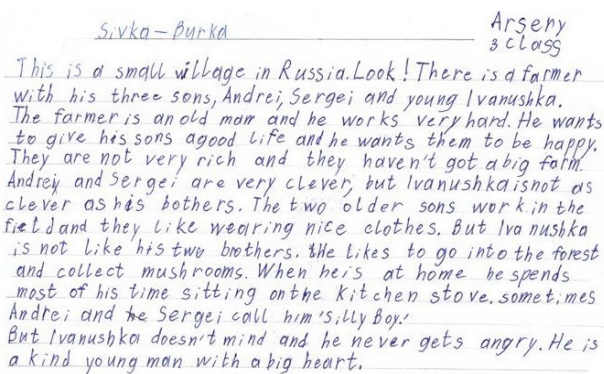 Sivka-Burka
Arseny
3 class
This is a small village in Russia. Look! There is a farmer
with his three sons, Andrei, Sergei and young Ivanushka.
The farmer is an old man and he works very hard. He wants
to give his sons a good life and he wants them to be happy.
They are not very rich and they haven't got a big farm.
Andrei and Sergei are very clever, but Ivanushka is not as
clever as his bothers. The two older sons work in the
field and they like wearing nice clothes. But Ivanushka
is not like his two brothers. He likes to go into the forest
and collect mushrooms. When he is at home he spends
most of his time sitting on the kitchen stove. sometimes
Andrei and Sergei call him 'silly Boy.'
But Ivanushka doesn't mind and he never gets angry. He is
a kind young man with a big heart.